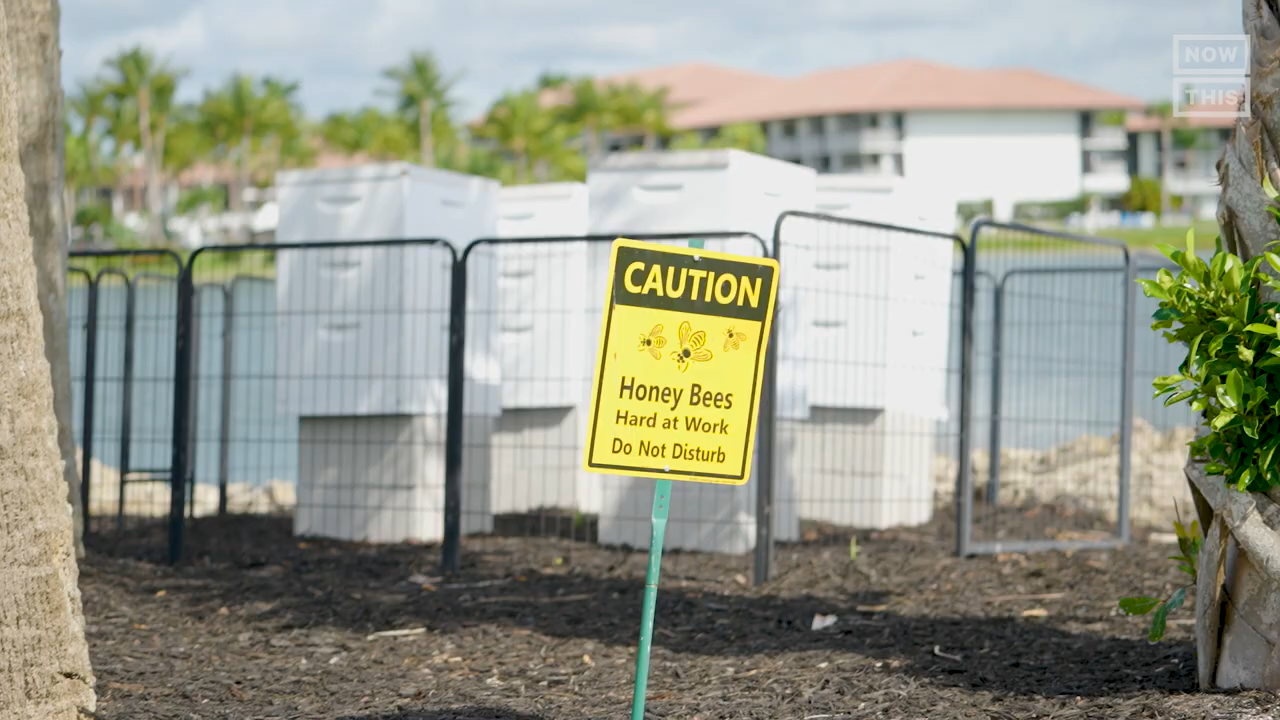 NOW
THIS
CAUTION
Honey Bees
Hard at Work
Do Not Disturb